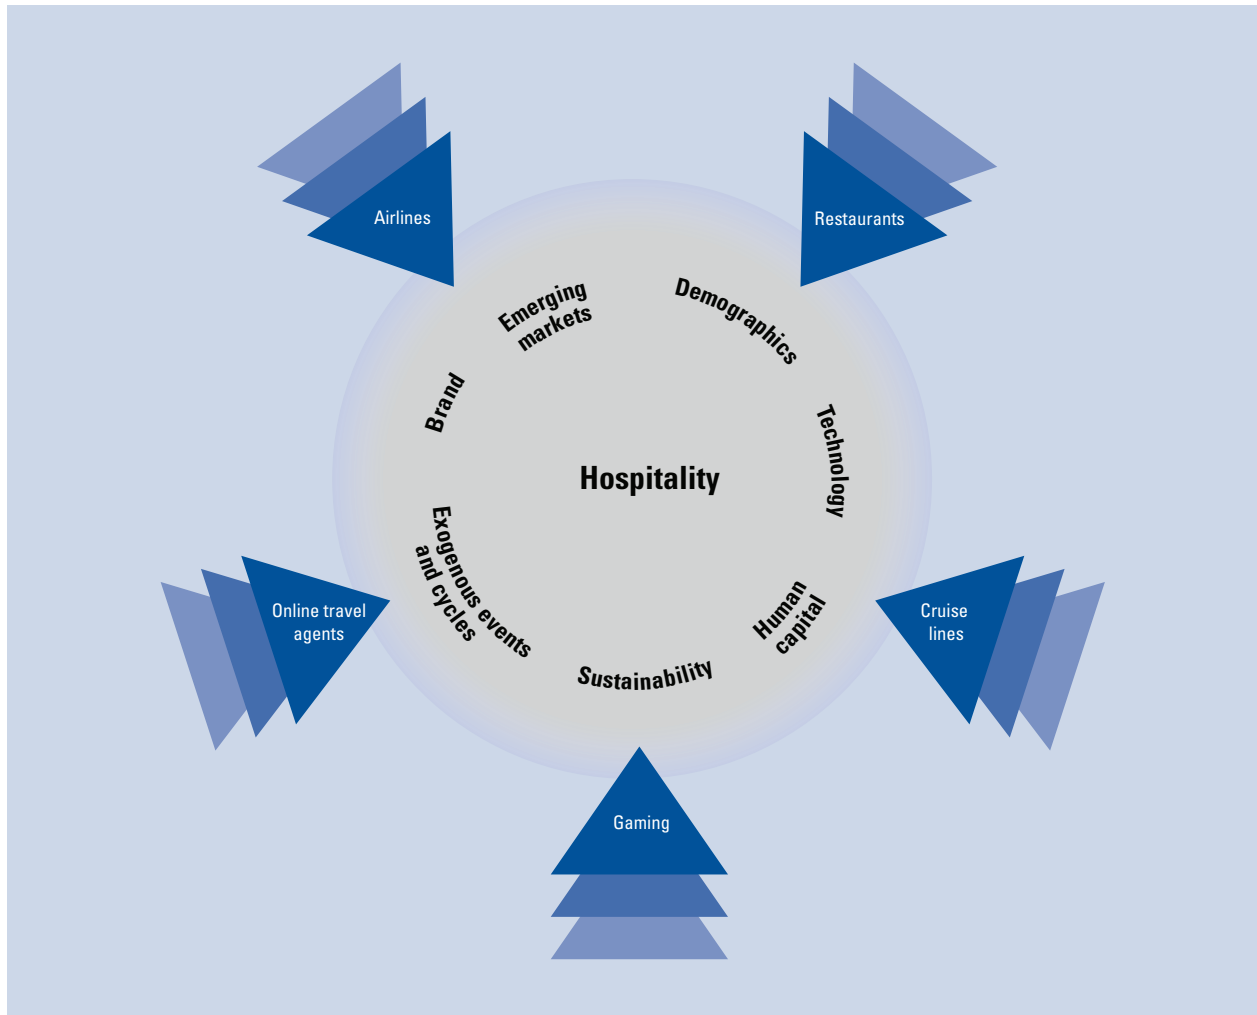 Airlines
Restaurants
Emerging
markets
Demographics
Brand
Technology
Hospitality
Exogenous events
and cycles
Human
capital
Sustainability
Online travel
agents
Cruise
lines
Gaming